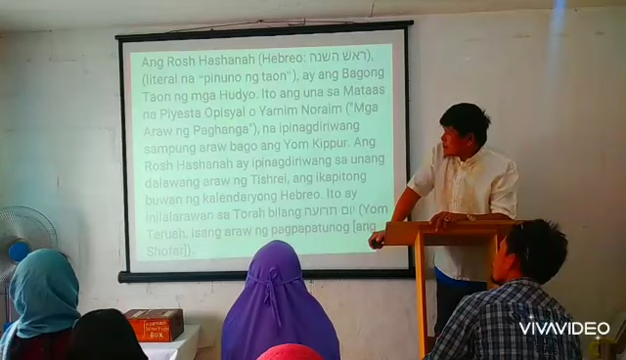 Ang Rosh Hashanah (Hebreo: ראש השנה),
(literal na "pinuno ng taon"), ay ang Bagong
Taon ng mga Hudyo. Ito ang una sa Mataas
na Piyesta Opisyal o Yamim Noraim ("Mga
Araw ng Paghanga"), na ipinagdiriwang
sampung araw bago ang Yom Kippur. Ang
Rosh Hashanah ay ipinagdiriwang sa unang
dalawang araw ng Tishrei, ang ikapitong
buwan ng kalendaryong Hebreo. Ito ay
inilalarawan sa Torah bilang יום תרועה (Yom
Teruah, isang araw ng pagpapatunog [ang
Shofar]).
BOX
VIVAVIDEO